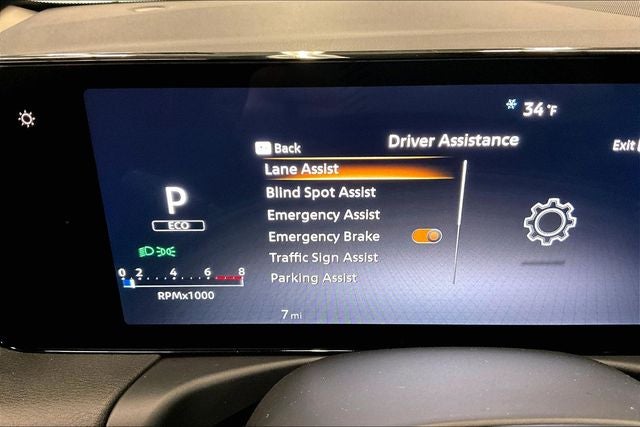 34°F
Back
Driver Assistance
Exit
Lane Assist
Blind Spot Assist
Emergency Assist
Emergency Brake
Traffic Sign Assist
Parking Assist
P
ECO
0 2 4 6 8
RPMx1000
7 mi